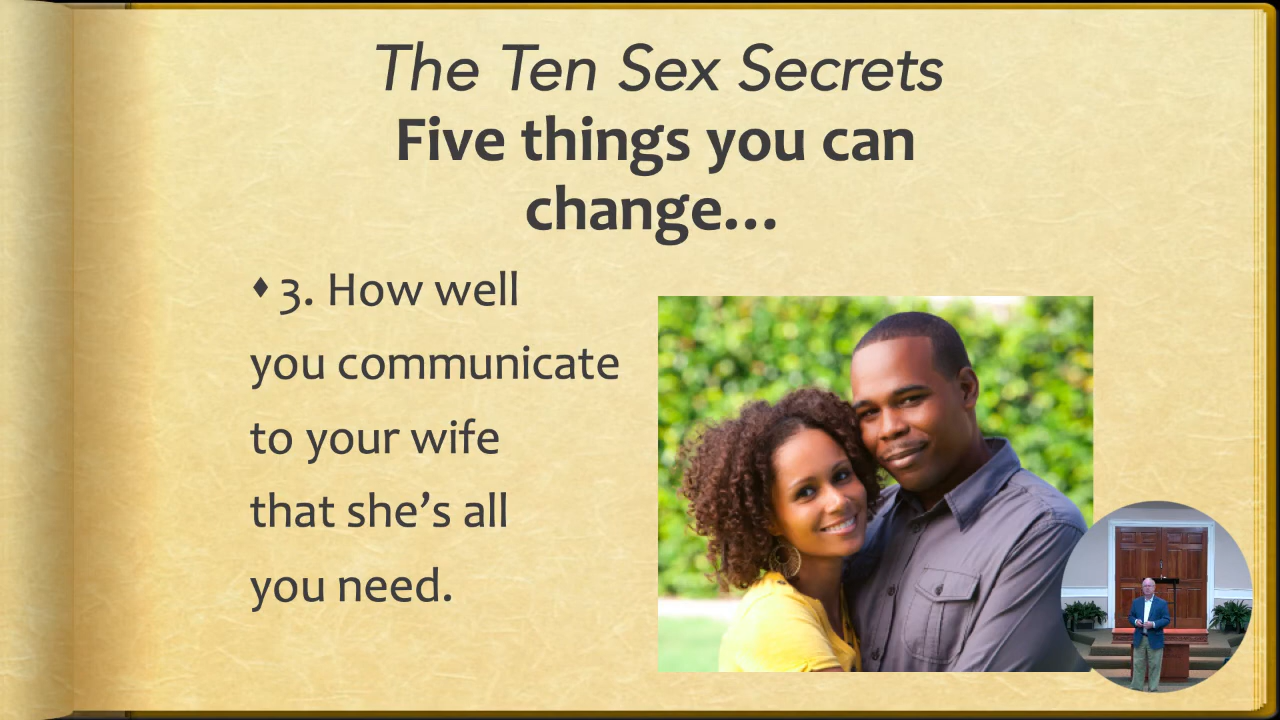 The Ten Sex Secrets
Five things you can
change...
♦ 3. How well
you communicate
to your wife
that she’s all
you need.